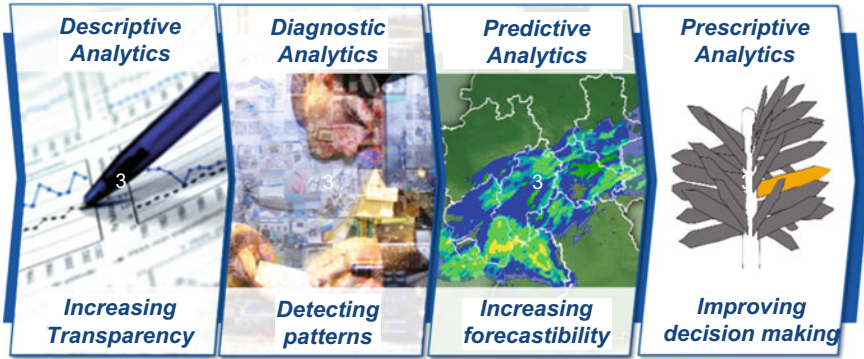 Descriptive
Analytics
3
Increasing
Transparency
Diagnostic
Analytics
3
Detecting
patterns
Predictive
Analytics
3
Increasing
forecastibility
Prescriptive
Analytics
3
Improving
decision making